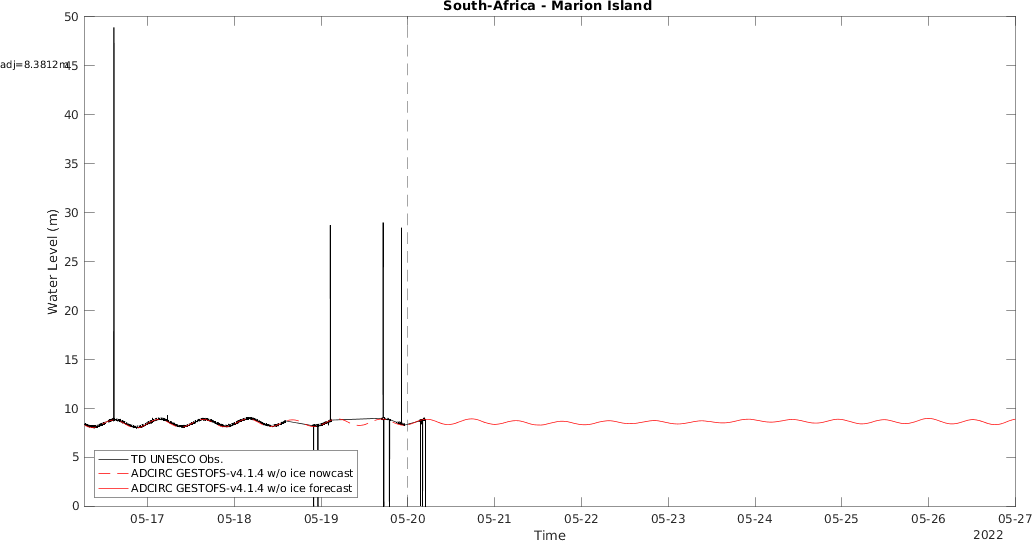 South-Africa - Marion Island
50
adj=8.3812m
45
40
35
30
25
20
15
10
5
0
Water Level (m)
TD UNESCO Obs.
ADCIRC GESTOFS-v4.1.4 w/o ice nowcast
ADCIRC GESTOFS-v4.1.4 w/o ice forecast
05-17 05-18 05-19 05-20 05-21 05-22 05-23 05-24 05-25 05-26 05-27
Time
2022